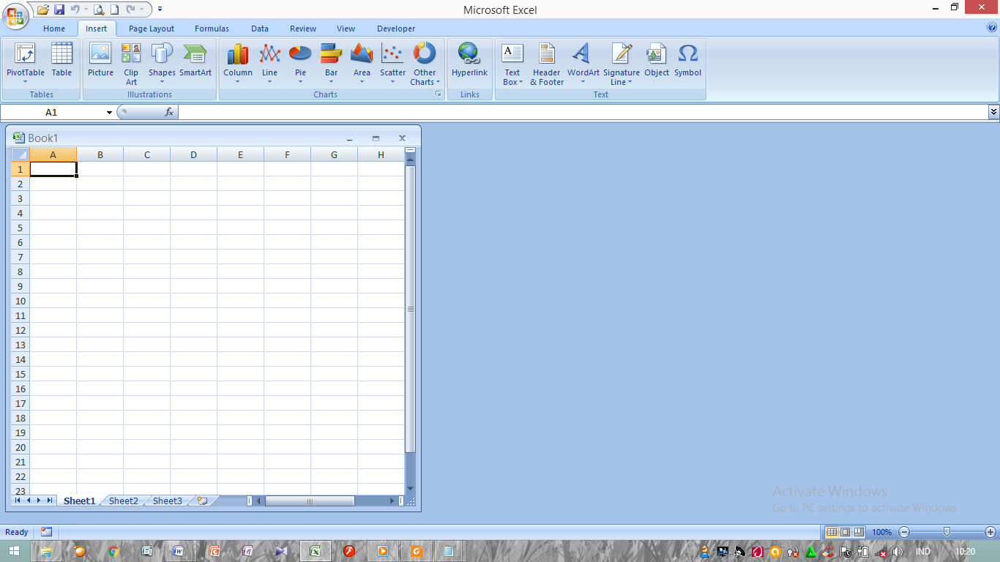 Microsoft Excel
Home Insert Page Layout Formulas Data Review View Developer
PivotTable Table Picture Clip Art Shapes SmartArt Column Line Pie Bar Area Scatter Other Charts Hyperlink Text Box Header & Footer WordArt Signature Line Object Symbol
Tables Illustrations Charts Links Text
A1 fx
Book1
A B C D E F G H
1
2
3
4
5
6
7
8
9
10
11
12
13
14
15
16
17
18
19
20
21
22
23
Sheet1 Sheet2 Sheet3
Activate Windows
Go to PC settings to activate Windows.
Ready 100%
IND 10:20